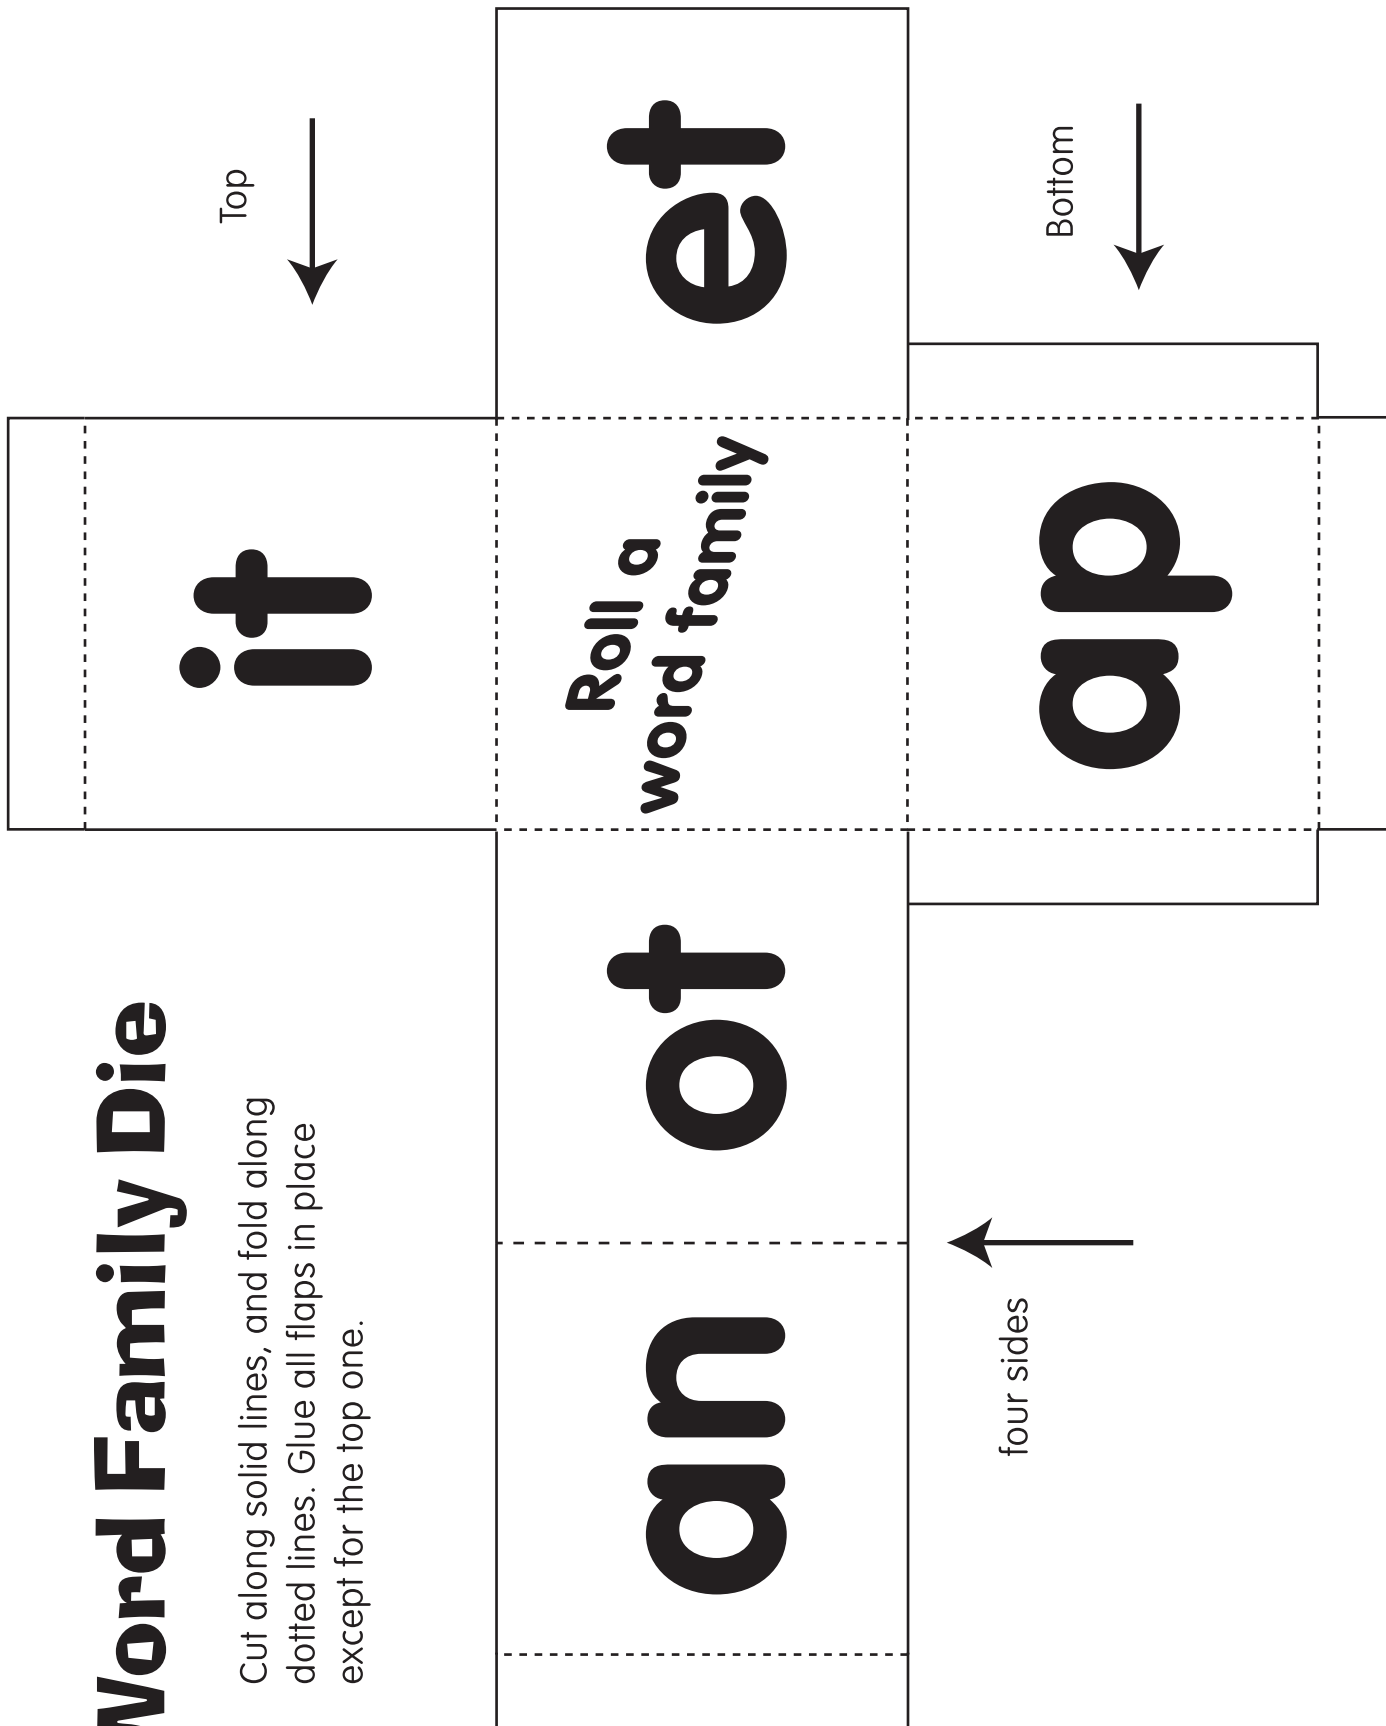 Word Family Die
Cut along solid lines, and fold along
dotted lines. Glue all flaps in place
except for the top one.
Top
it
an
ot
Roll a
word family
et
four sides
ap
Bottom